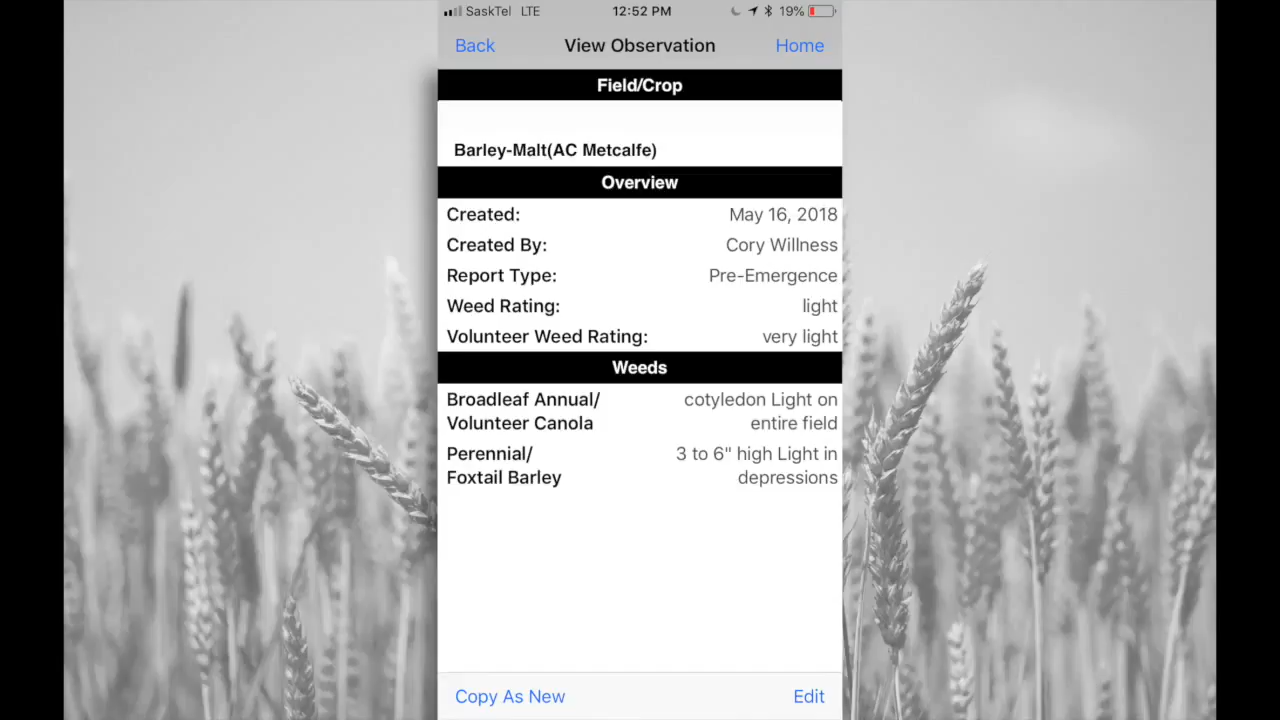 SaskTel LTE 12:52 PM 19%
Back View Observation Home
Field/Crop
Barley-Malt(AC Metcalfe)
Overview
Created: May 16, 2018
Created By: Cory Willness
Report Type: Pre-Emergence
Weed Rating: light
Volunteer Weed Rating: very light
Weeds
Broadleaf Annual/ cotyledon Light on
Volunteer Canola entire field
Perennial/ 3 to 6" high Light in
Foxtail Barley depressions
Copy As New Edit